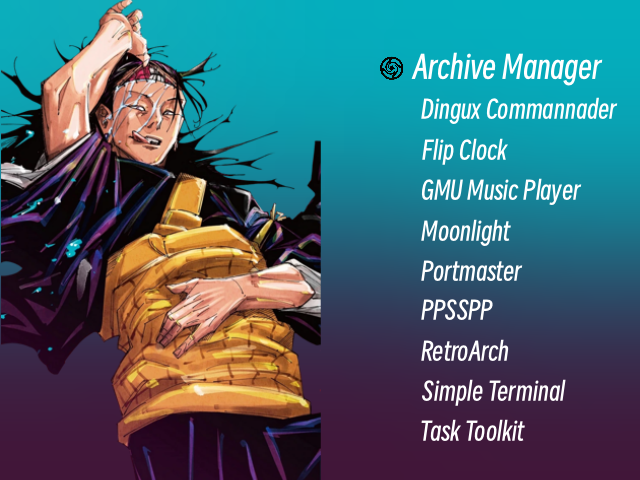 Archive Manager
Dingux Commannader
Flip Clock
GMU Music Player
Moonlight
Portmaster
PPSSPP
RetroArch
Simple Terminal
Task Toolkit